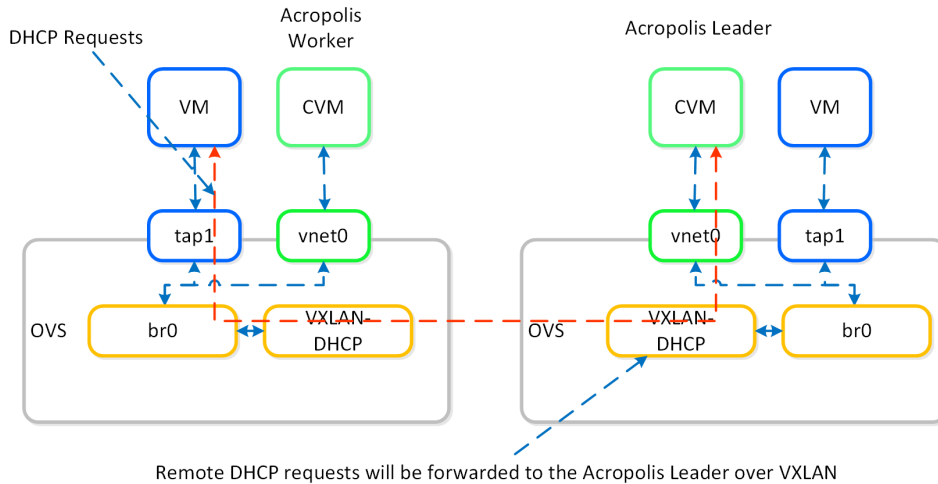 DHCP Requests
Acropolis
Worker
Acropolis Leader
VM
CVM
CVM
VM
tap1
vnet0
vnet0
tap1
OVS
br0
VXLAN-
DHCP
OVS
VXLAN-
DHCP
br0
Remote DHCP requests will be forwarded to the Acropolis Leader over VXLAN